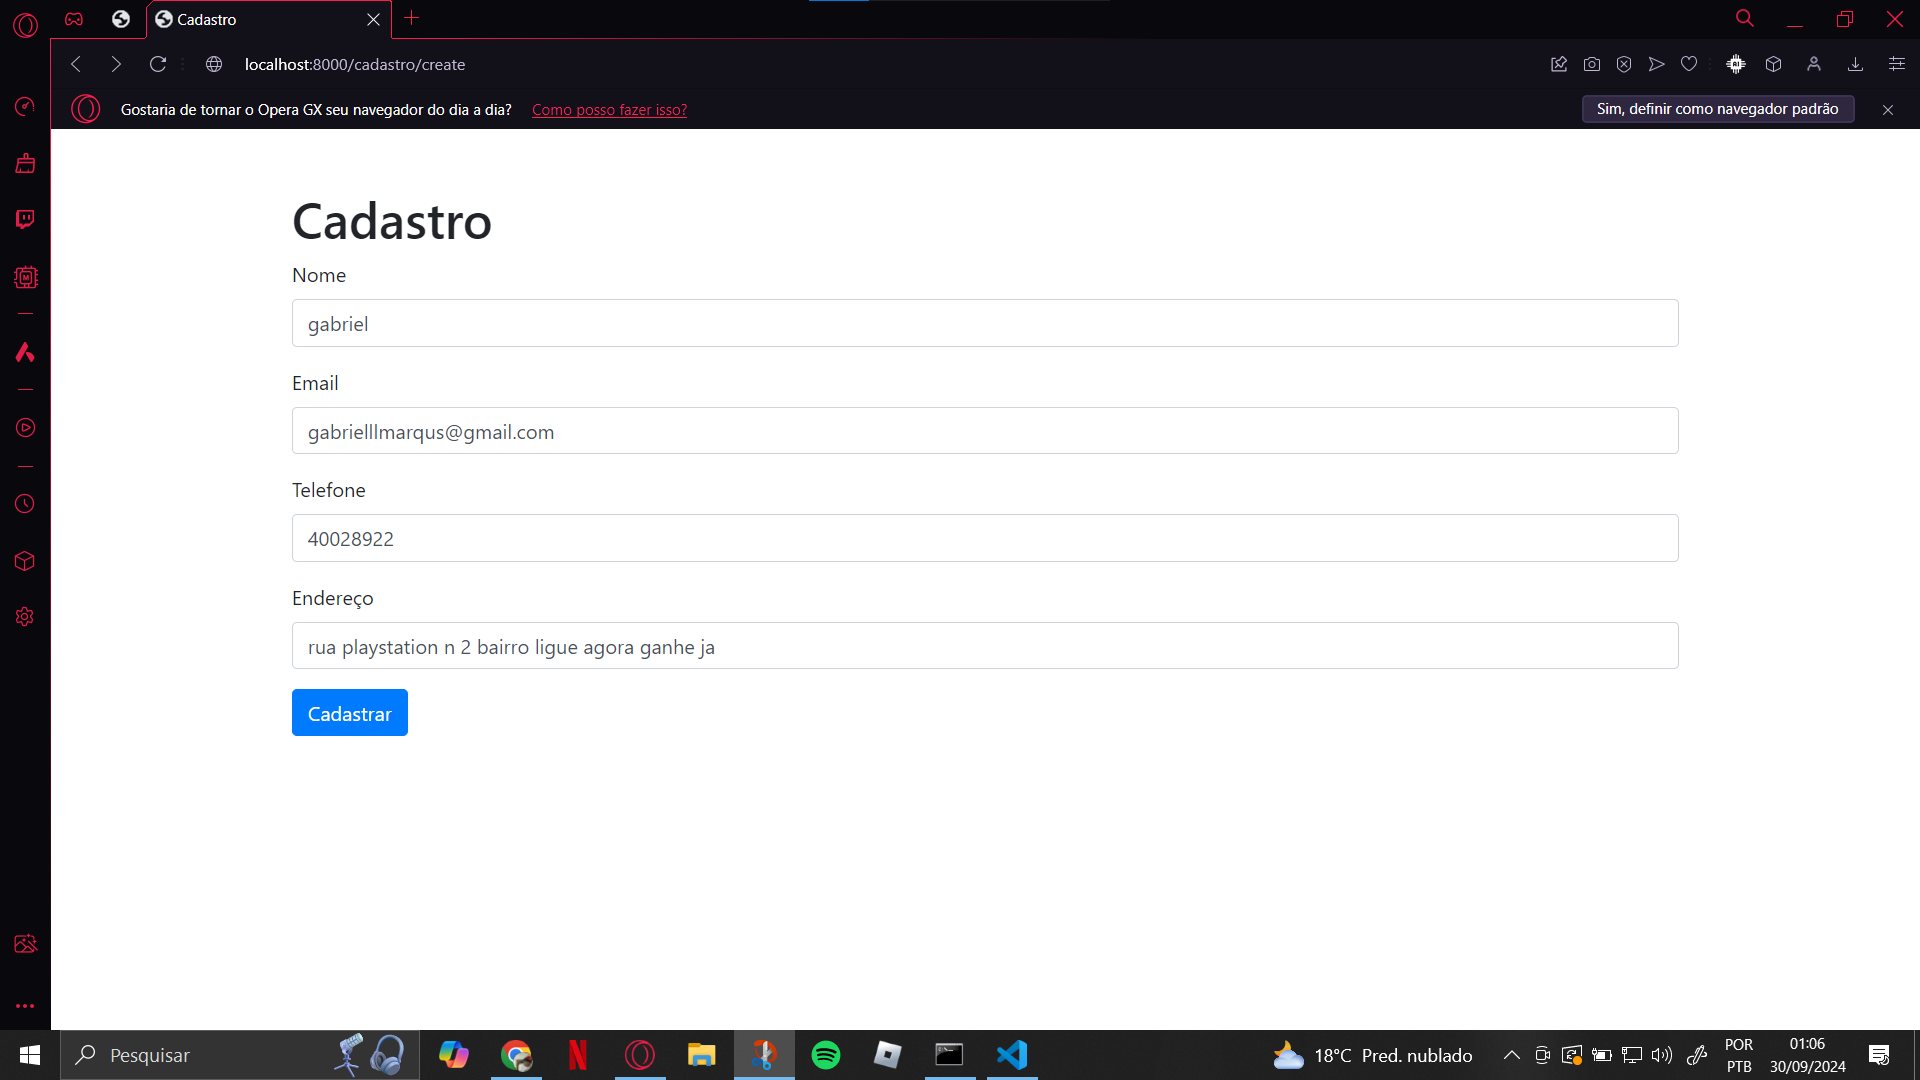 Cadastro
localhost:8000/cadastro/create
Gostaria de tornar o Opera GX seu navegador do dia a dia? Como posso fazer isso? Sim, definir como navegador padrão
Cadastro
Nome
gabriel
Email
gabrielllmarqus@gmail.com
Telefone
40028922
Endereço
rua playstation n 2 bairro ligue agora ganhe ja
Cadastrar
Pesquisar
18°C Pred. nublado
POR
PTB
01:06
30/09/2024